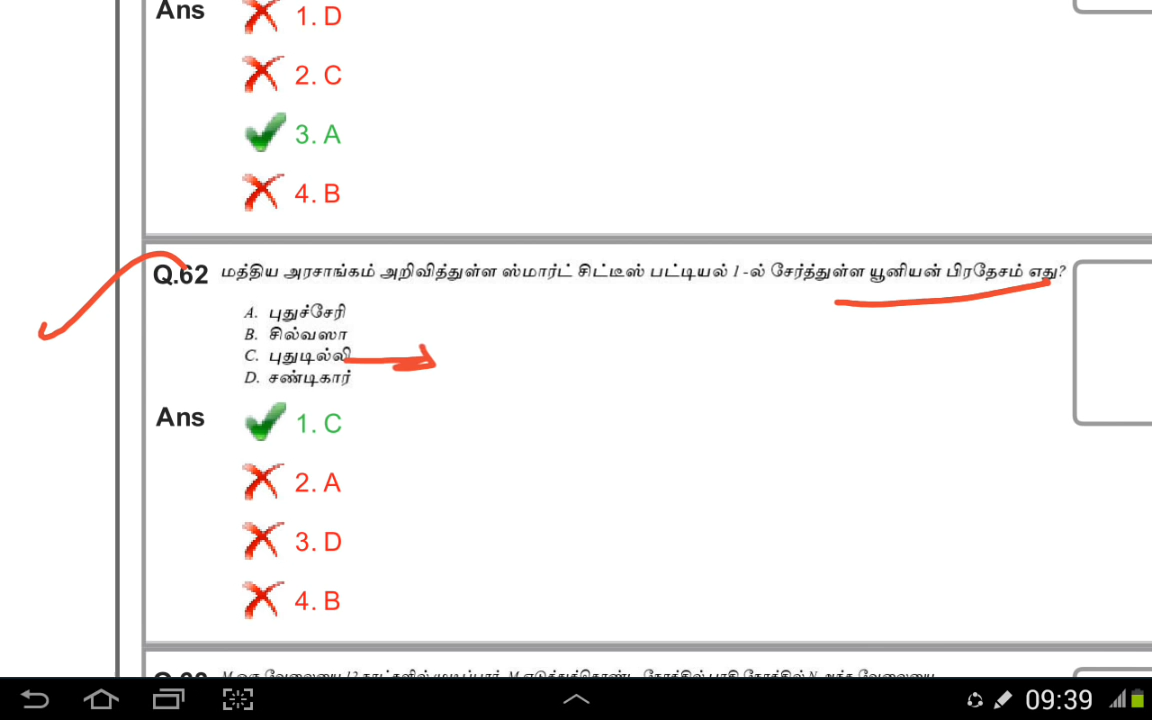 Ans 1. D
2. C
3. A
4. B
Q.62 மத்திய அரசாங்கம் அறிவித்துள்ள ஸ்மார்ட் சிட்டீஸ் பட்டியல் 1 -ல் சேர்த்துள்ள யூனியன் பிரதேசம் எது?
A. புதுச்சேரி
B. சில்வஸா
C. புதுடில்லி
D. சண்டிகார்
Ans 1. C
2. A
3. D
4. B
09:39